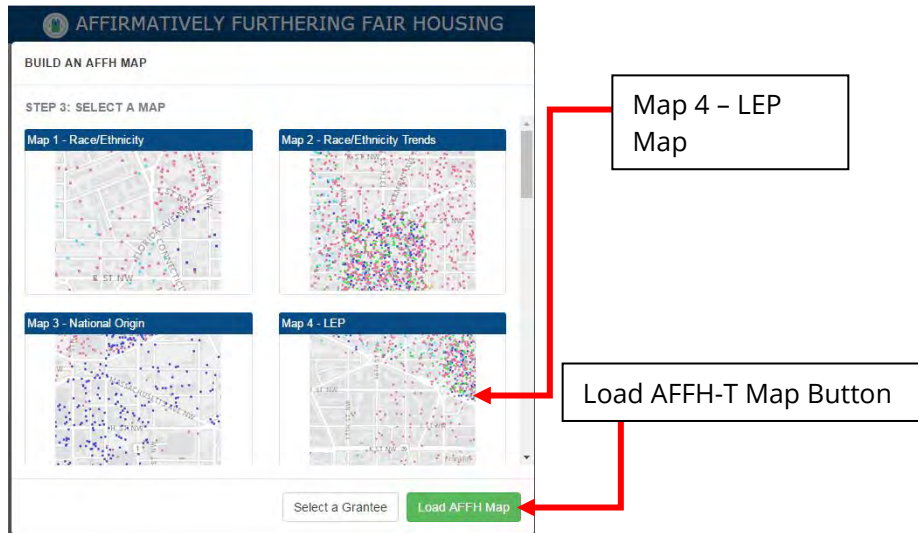 AFFIRMATIVELY FURTHERING FAIR HOUSING
BUILD AN AFFH MAP
STEP 3: SELECT A MAP
Map 1 - Race/Ethnicity
Map 2 - Race/Ethnicity Trends
K ST. NW
Map 3 - National Origin
Map 4 - LEP
Select a Grantee
Load AFFH Map
Map 4 – LEP
Map
Load AFFH-T Map Button